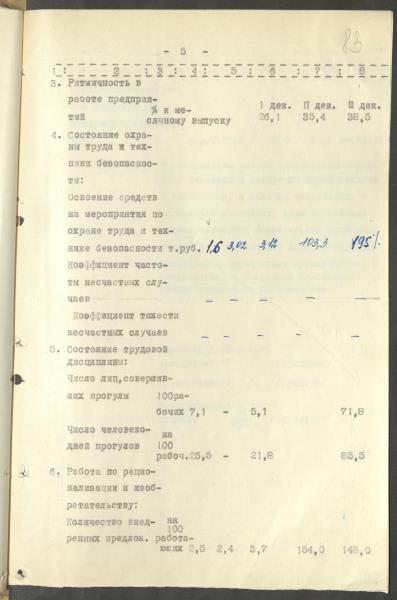 83
- 5 -
1 : 2 : 3 : 4 : 5 : 6 : 7 : 8
3. Ритмичность в
работе предприя-
тий % к ме- 1 дек. II дек. III дек.
сячному выпуску 26,1 35,4 38,5
4. Состояние охра-
ны труда и тех-
ники безопаснос-
ти:
Освоение средств
на мероприятия по
охране труда и тех-
нике безопасности т.руб. 1,6 3,02 3,12 103,3 195%
Коэффициент часто-
ты несчастных слу-
чаев - - - - -
Коэффициент тяжести
несчастных случаев - - - - -
5. Состояние трудовой
дисциплины:
Число лиц, совершив-
ших прогулы 100 ра-
бочих 7,1 - 5,1 71,8
Число человеко- на
дней прогулов 100
рабоч. 25,5 - 21,8 85,5
6. Работа по рацио-
нализации и изоб-
ретательству:
Количество внед- на
100
ренных предлож. работа-
ющих 2,5 2,4 3,7 154,0 148,0